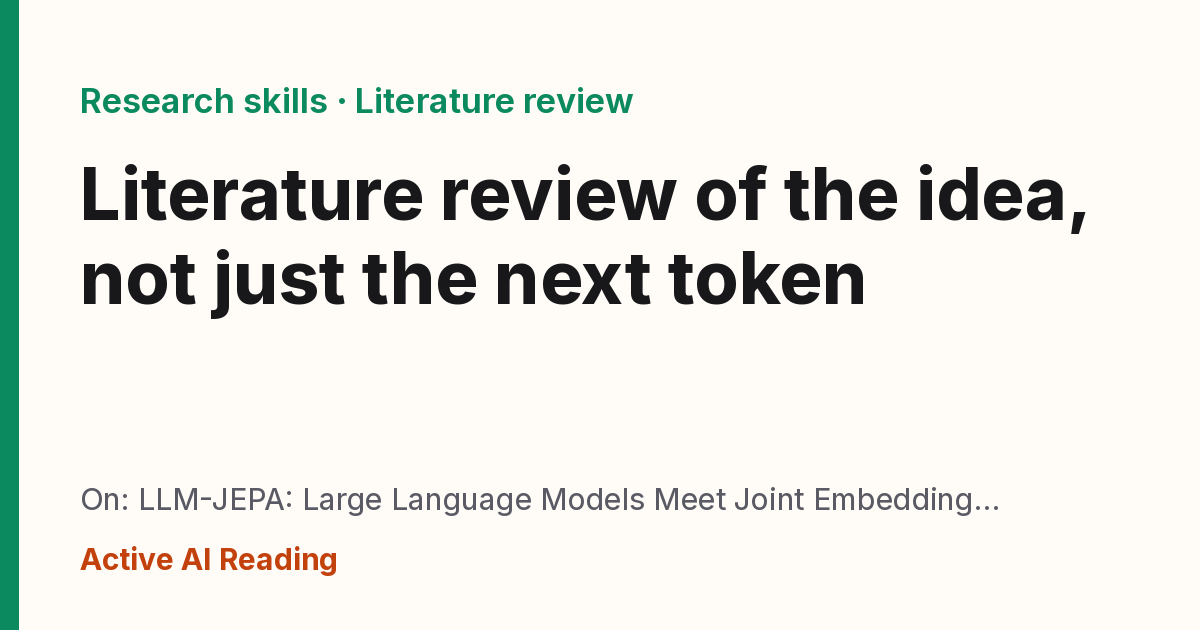 Research skills · Literature review
Literature review of the idea,
not just the next token
On: LLM-JEPA: Large Language Models Meet Joint Embedding…
Active AI Reading